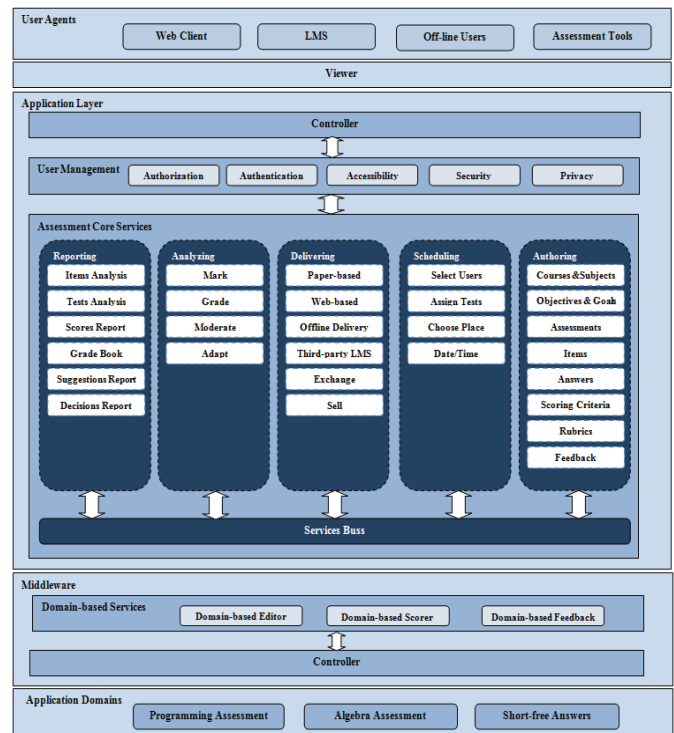 User Agents
Web Client
LMS
Off-line Users
Assessment Tools
Viewer
Application Layer
Controller
User Management
Authorization
Authentication
Accessibility
Security
Privacy
Assessment Core Services
Reporting
Items Analysis
Tests Analysis
Scores Report
Grade Book
Suggestions Report
Decisions Report
Analyzing
Mark
Grade
Moderate
Adapt
Delivering
Paper-based
Web-based
Offline Delivery
Third-party LMS
Exchange
Sell
Scheduling
Select Users
Assign Tests
Choose Place
Date/Time
Authoring
Courses &Subjects
Objectives & Goals
Assessments
Items
Answers
Scoring Criteria
Rubrics
Feedback
Services Buss
Middleware
Domain-based Services
Domain-based Editor
Domain-based Scorer
Domain-based Feedback
Controller
Application Domains
Programming Assessment
Algebra Assessment
Short-free Answers